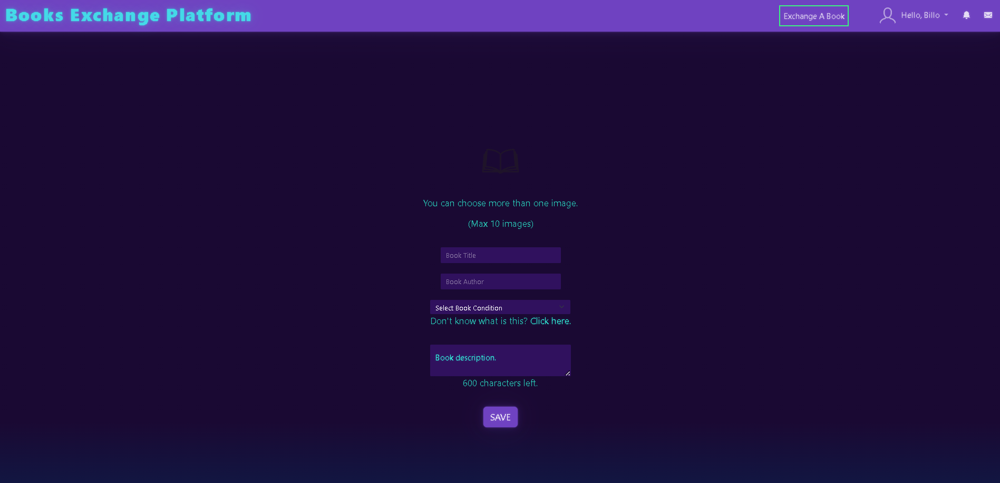 Books Exchange Platform
Exchange A Book
Hello, Billo
You can choose more than one image.
(Max 10 images)
Book Title
Book Author
Select Book Condition
Don't know what is this? Click here.
Book description.
600 characters left.
SAVE